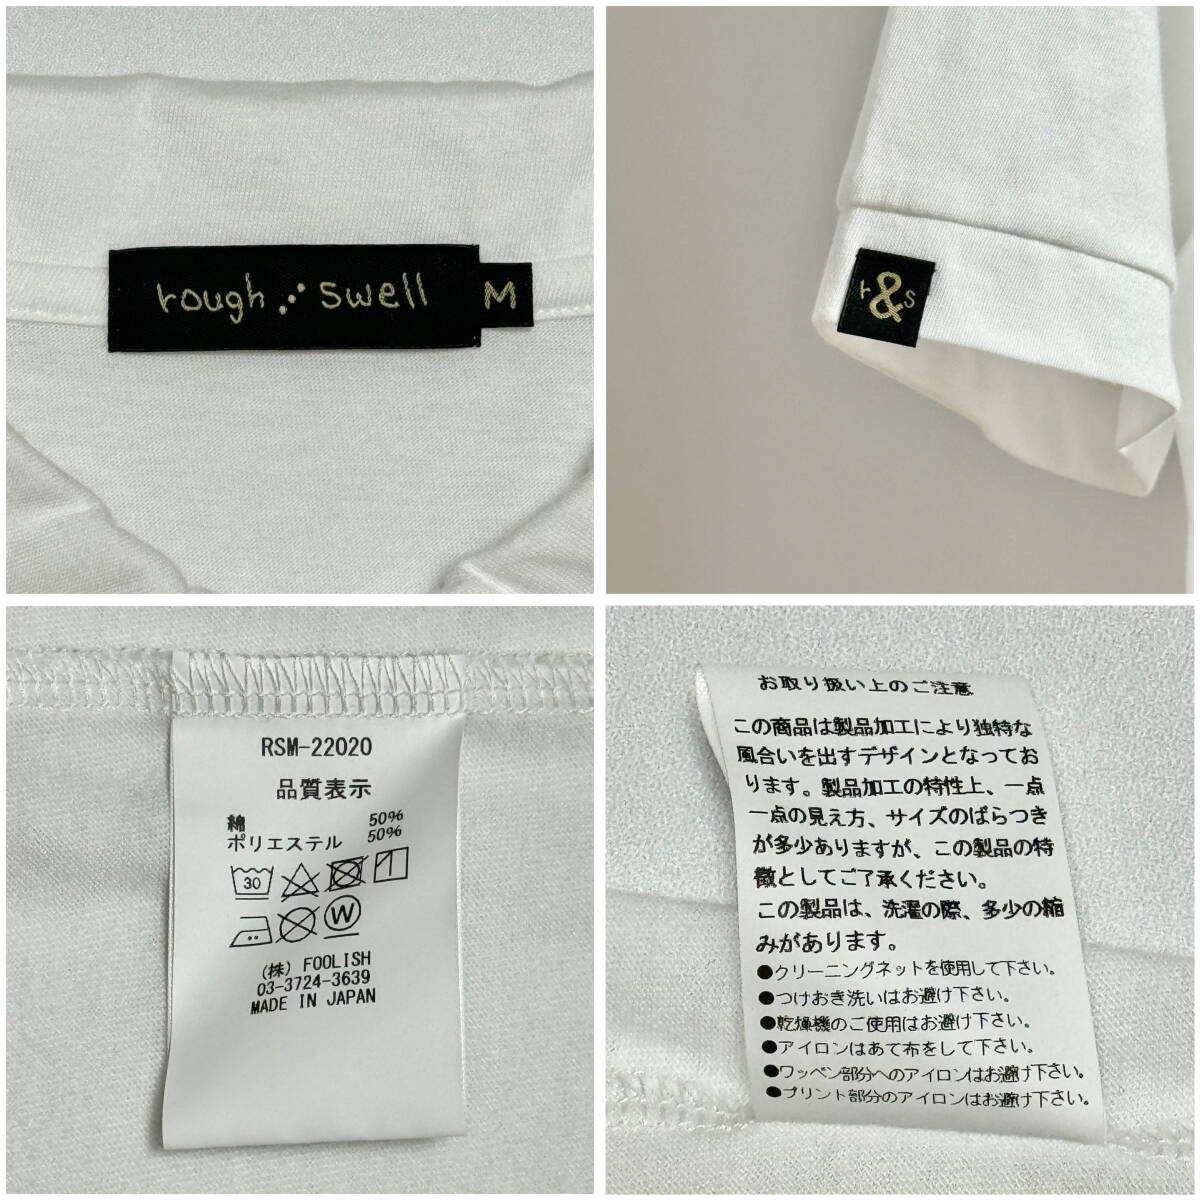 rough swell
M
r&s
RSM-22020
品質表示
綿 50%
ポリエステル 50%
30
W
(株) FOOLISH
03-3724-3639
MADE IN JAPAN
お取り扱い上のご注意
この商品は製品加工により独特な
風合いを出すデザインとなってお
ります。製品加工の特性上、一点
一点の見え方、サイズのばらつき
が多少ありますが、この製品の特
徴としてご了承ください。
この製品は、洗濯の際、多少の縮
みがあります。
●クリーニングネットを使用して下さい。
●つけおき洗いはお避け下さい。
●乾燥機のご使用はお避け下さい。
●アイロンはあて布をして下さい。
●ワッペン部分へのアイロンはお避け下さい。
●プリント部分のアイロンはお避け下さい。